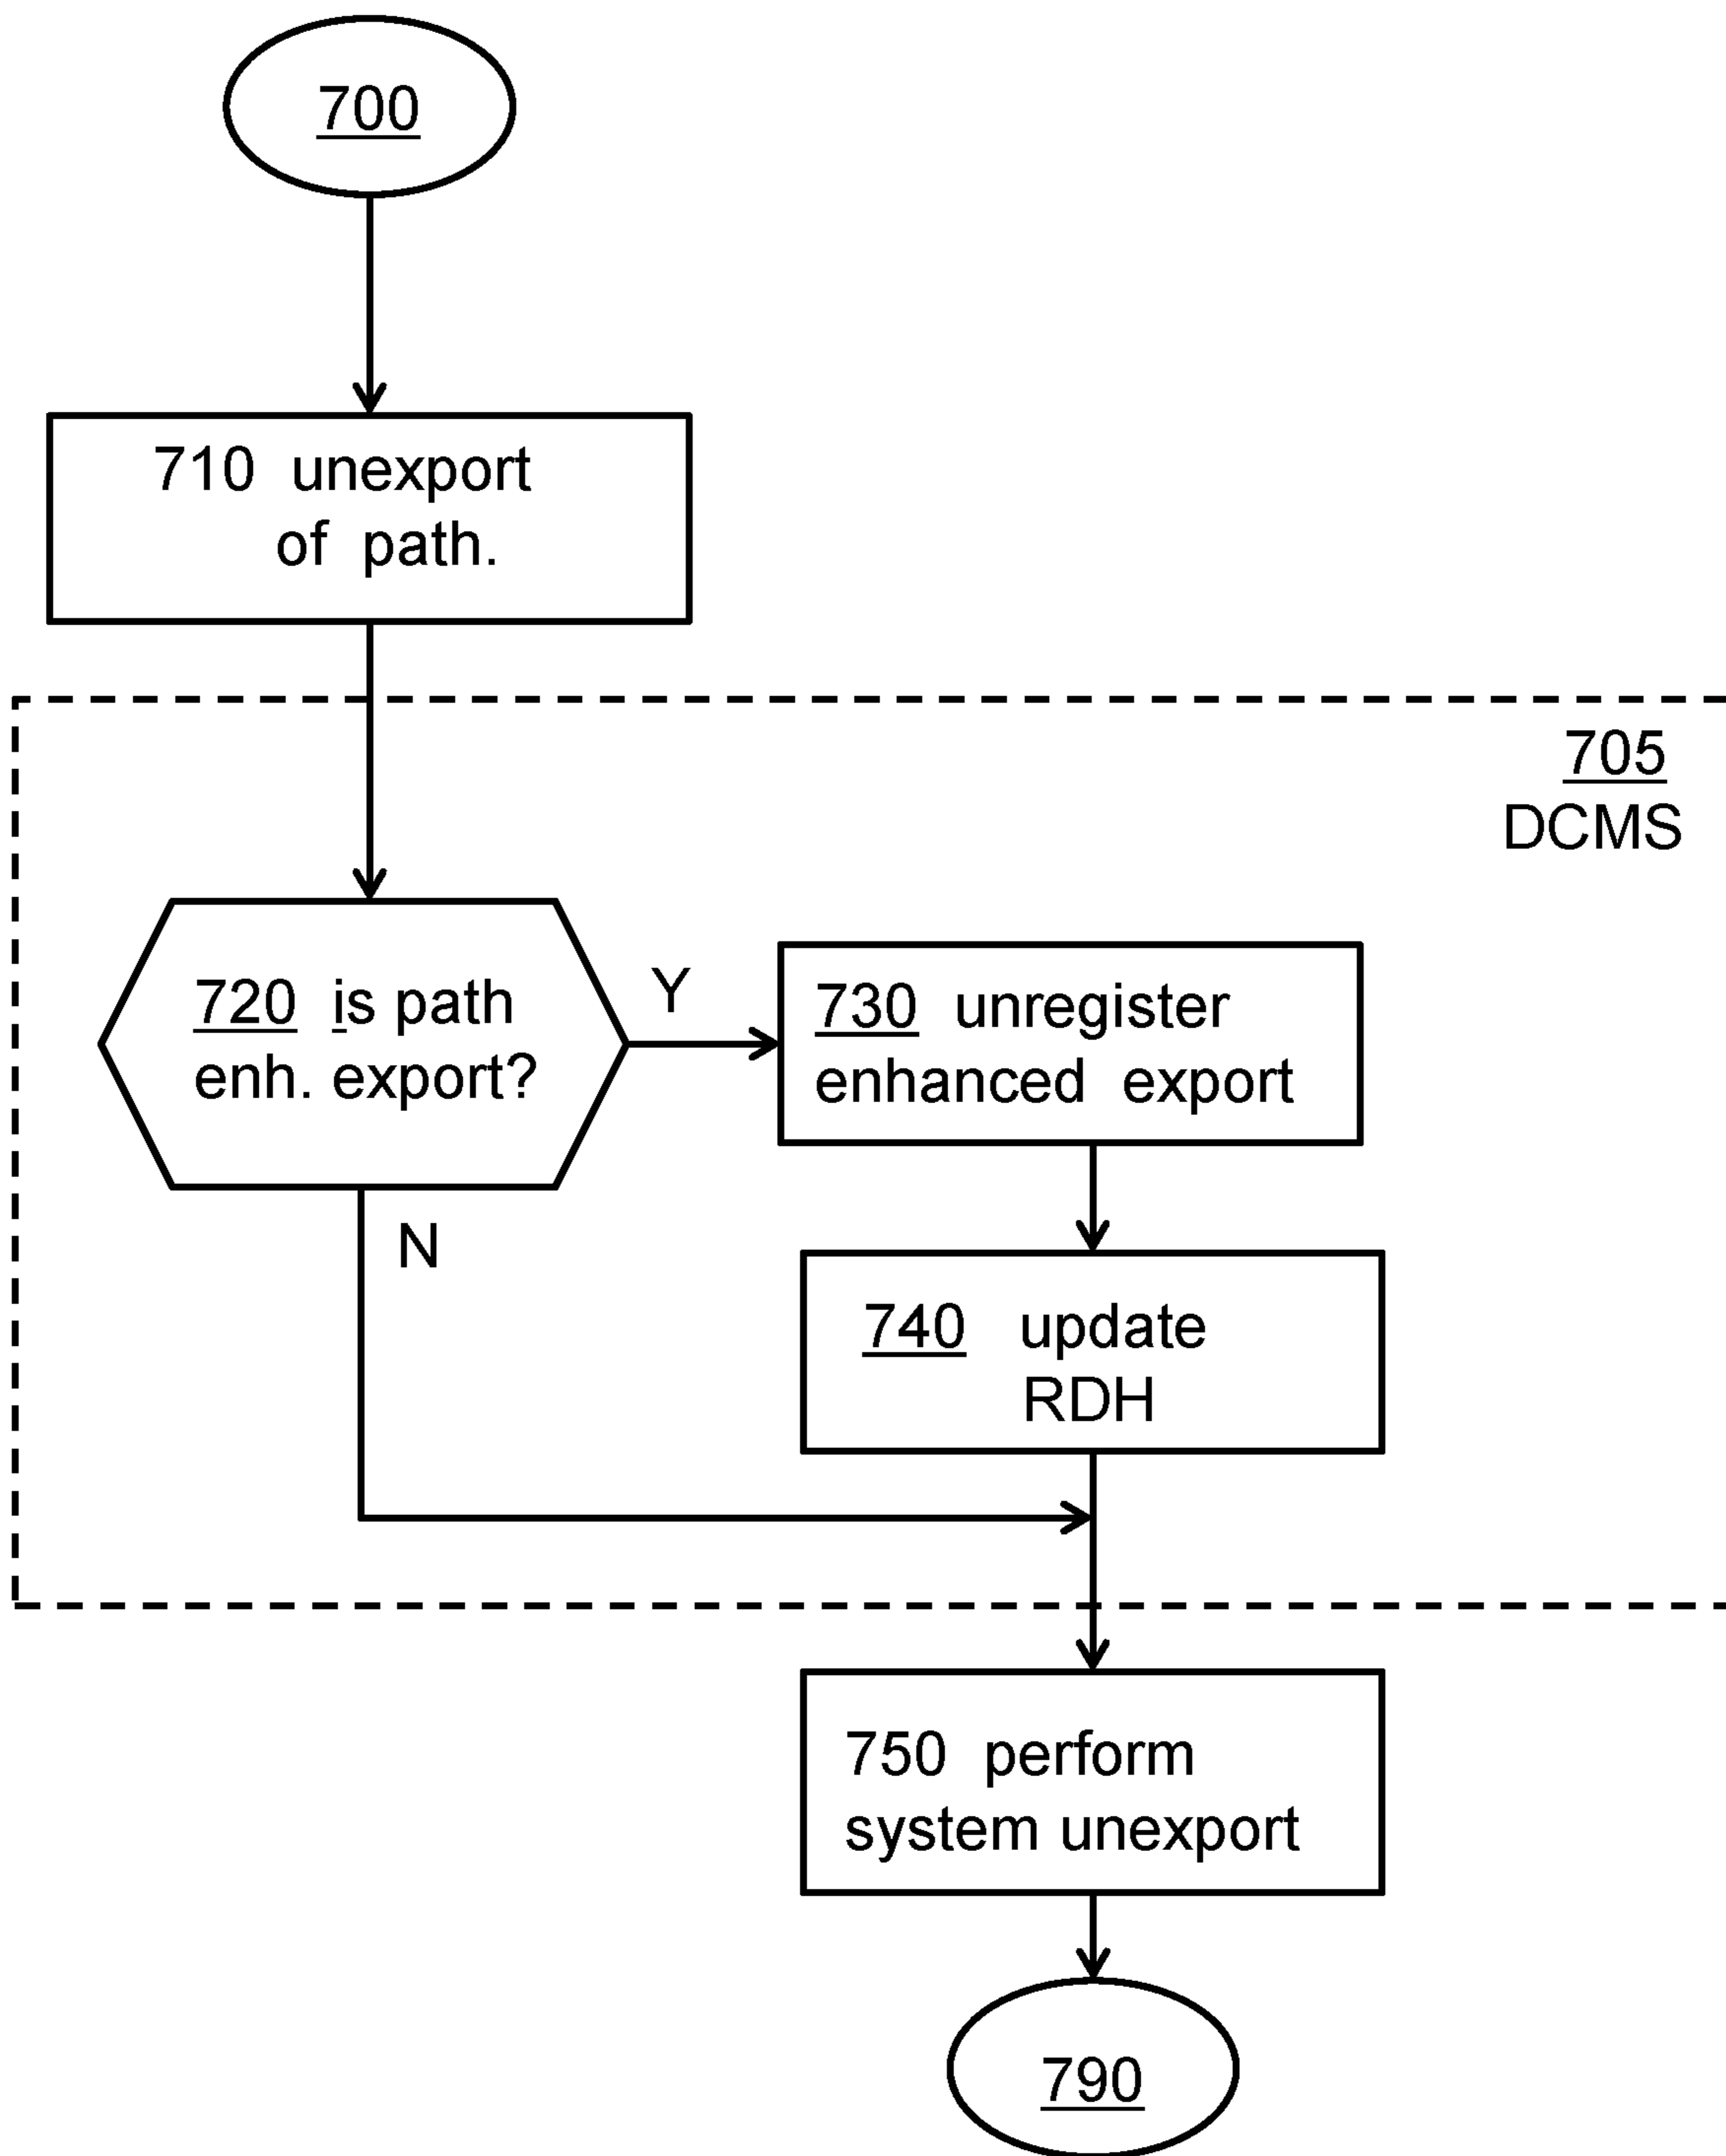 700
710 unexport
of path.
705
DCMS
720 is path
enh. export?
Y
730 unregister
enhanced export
N
740 update
RDH
750 perform
system unexport
790